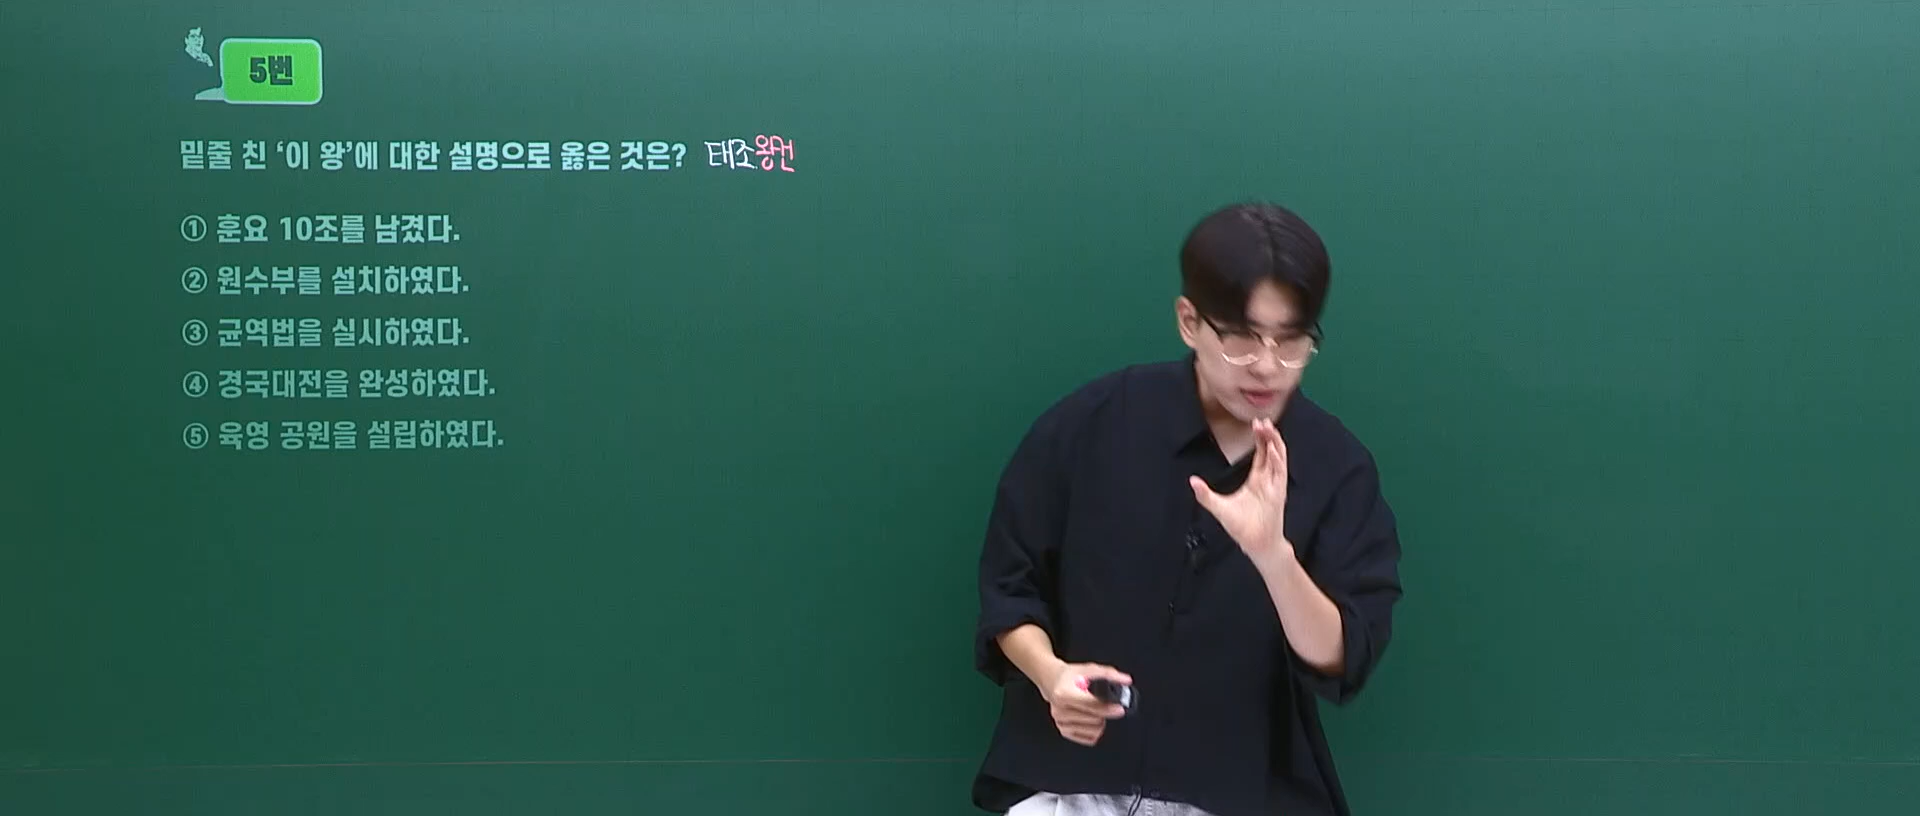 5번
밑줄 친 ‘이 왕’에 대한 설명으로 옳은 것은? 태조 왕건
① 훈요 10조를 남겼다.
② 원수부를 설치하였다.
③ 균역법을 실시하였다.
④ 경국대전을 완성하였다.
⑤ 육영 공원을 설립하였다.